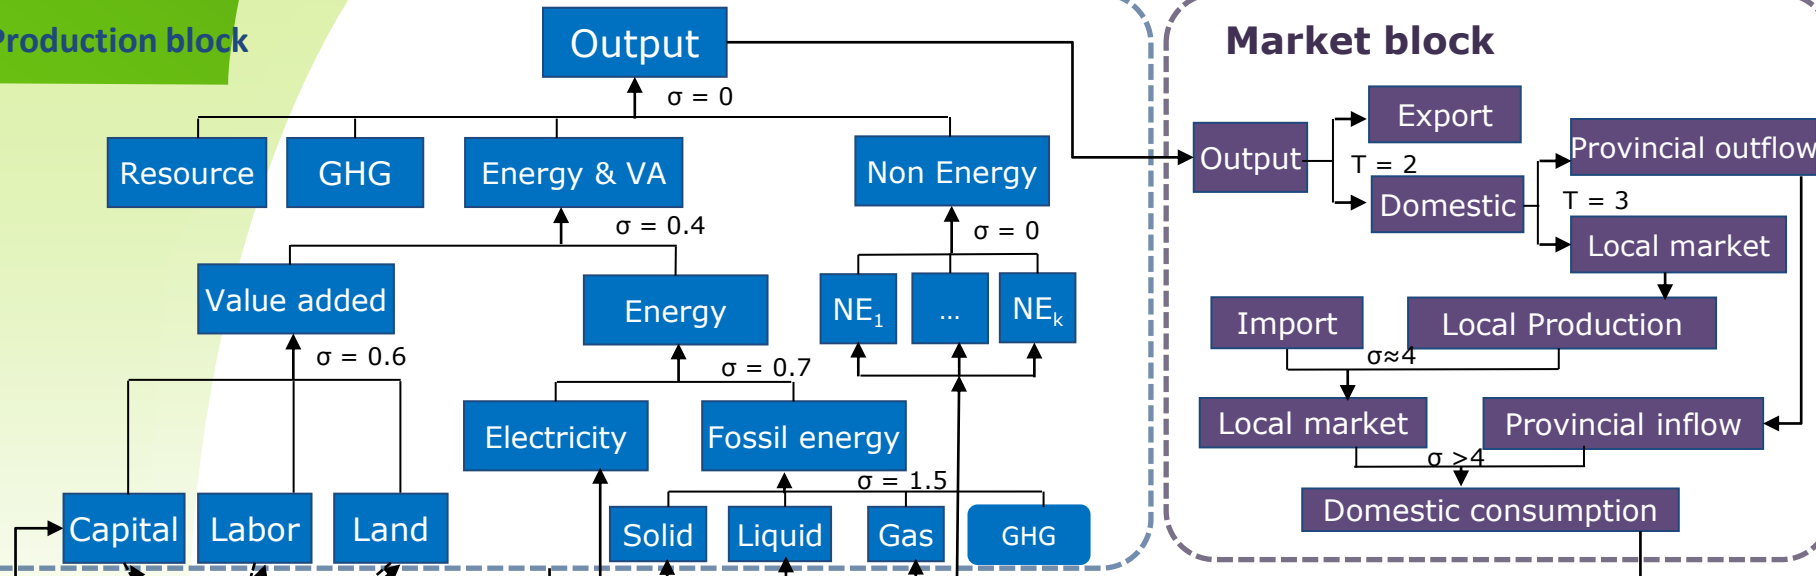 Production block
Output
Market block
σ = 0
Export
Output
Provincial outflow
T = 2
Resource
GHG
Energy & VA
Non Energy
Domestic
T = 3
σ = 0.4
σ = 0
Local market
Value added
Energy
NE1
...
NEk
Import
Local Production
σ = 0.6
σ = 0.7
σ≈4
Electricity
Fossil energy
Local market
Provincial inflow
σ >4
σ = 1.5
Capital
Labor
Land
Solid
Liquid
Gas
GHG
Domestic consumption